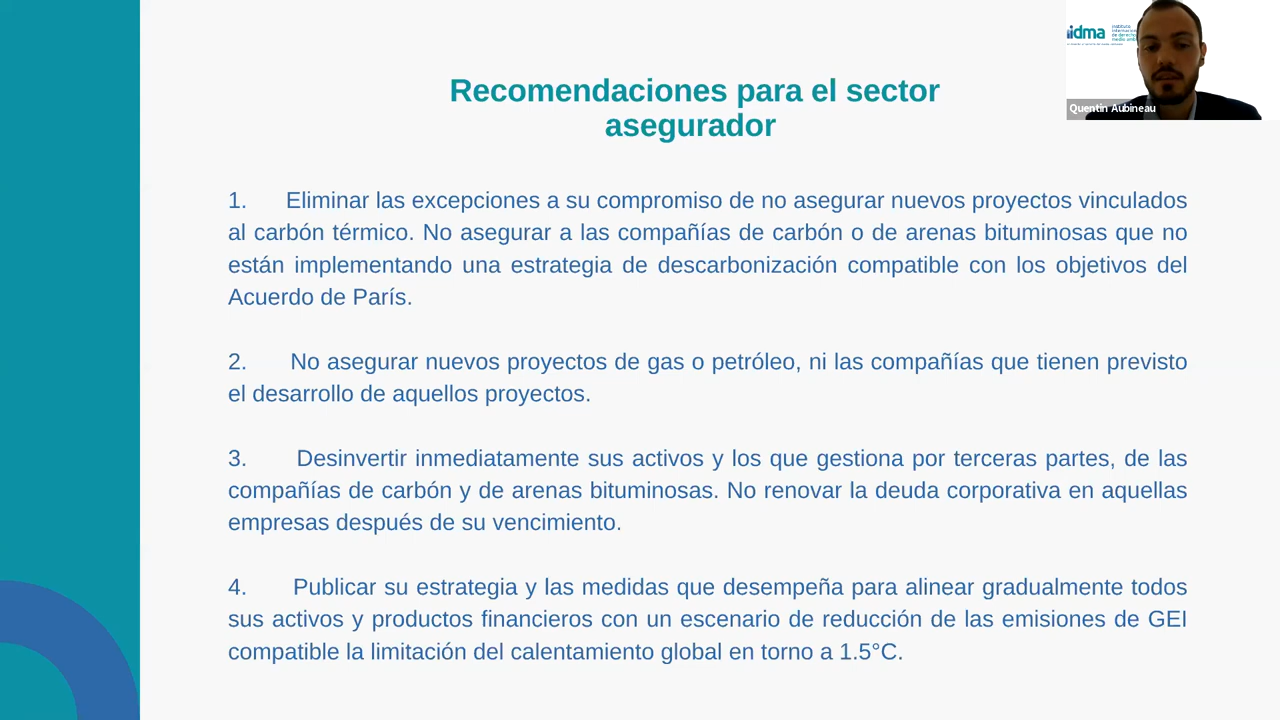 Recomendaciones para el sector
asegurador
idma
instituto
internacional
de derecho
medio amb
Quentin Aubineau
1. Eliminar las excepciones a su compromiso de no asegurar nuevos proyectos vinculados
al carbón térmico. No asegurar a las compañías de carbón o de arenas bituminosas que no
están implementando una estrategia de descarbonización compatible con los objetivos del
Acuerdo de París.
2. No asegurar nuevos proyectos de gas o petróleo, ni las compañías que tienen previsto
el desarrollo de aquellos proyectos.
3. Desinvertir inmediatamente sus activos y los que gestiona por terceras partes, de las
compañías de carbón y de arenas bituminosas. No renovar la deuda corporativa en aquellas
empresas después de su vencimiento.
4. Publicar su estrategia y las medidas que desempeña para alinear gradualmente todos
sus activos y productos financieros con un escenario de reducción de las emisiones de GEI
compatible la limitación del calentamiento global en torno a 1.5°C.